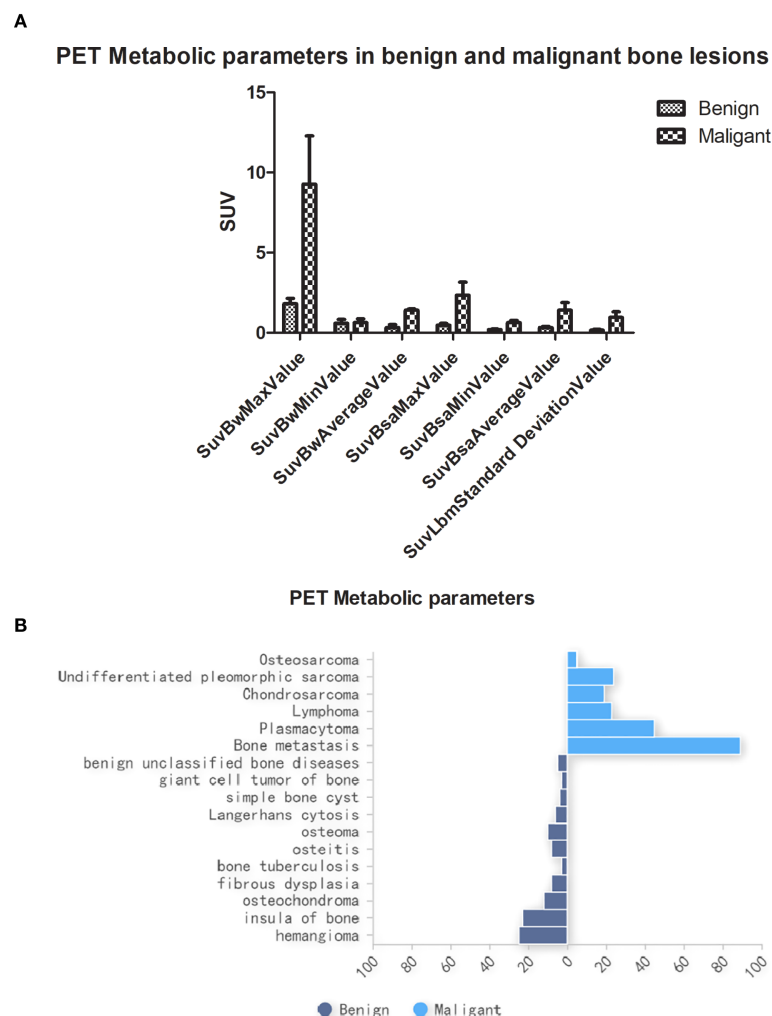 A
PET Metabolic parameters in benign and malignant bone lesions
15
10
5
0
SUV
Benign
Maligant
SuvBwMaxValue
SuvBwMinValue
SuvBwAverageValue
SuvBsaMaxValue
SuvBsaMinValue
SuvBsaAverageValue
SuvLbmStandard DeviationValue
PET Metabolic parameters
B
Osteosarcoma
Undifferentiated pleomorphic sarcoma
Chondrosarcoma
Lymphoma
Plasmacytoma
Bone metastasis
benign unclassified bone diseases
giant cell tumor of bone
simple bone cyst
Langerhans cytosis
osteoma
osteitis
bone tuberculosis
fibrous dysplasia
osteochondroma
insula of bone
hemangioma
100 80 60 40 20 0 20 40 60 80 100
Benign Maligant